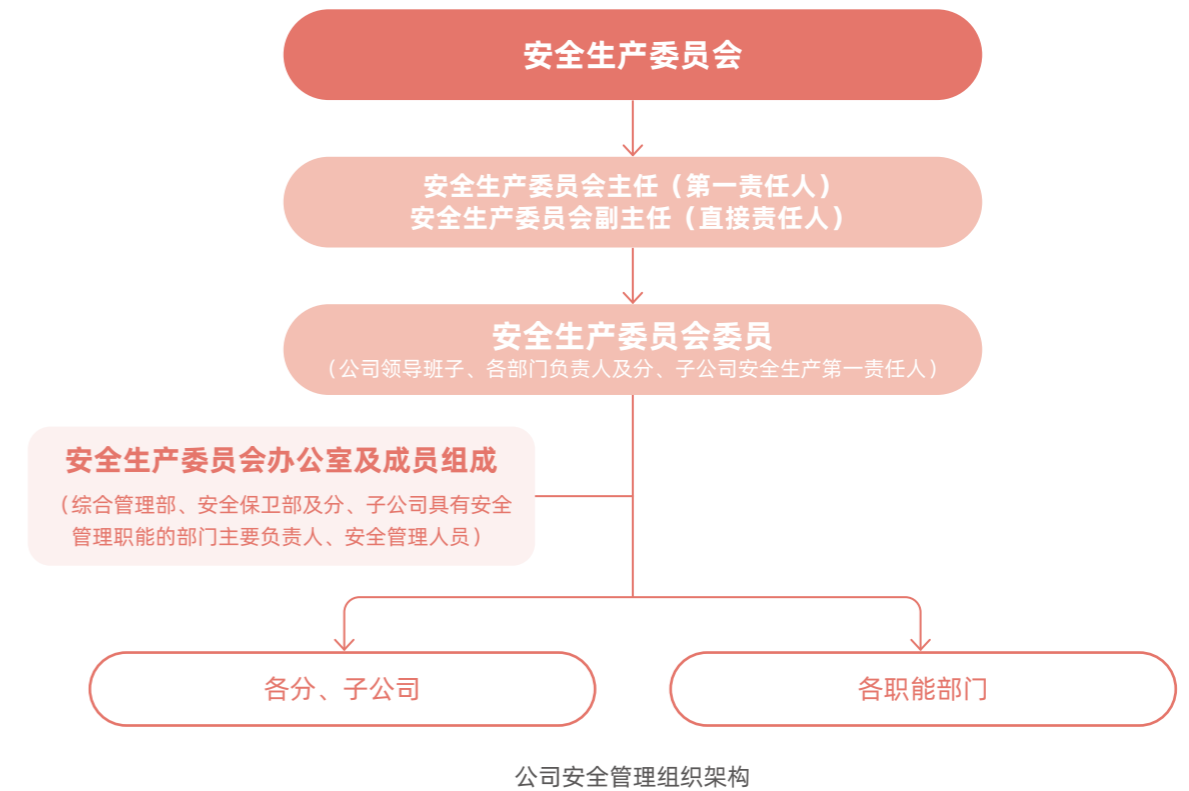 安全生产委员会
安全生产委员会主任（第一责任人）
安全生产委员会副主任（直接责任人）
安全生产委员会委员
（公司领导班子、各部门负责人及分、子公司安全生产第一责任人）
安全生产委员会办公室及成员组成
（综合管理部、安全保卫部及分、子公司具有安全
管理职能的部门主要负责人、安全管理人员）
各分、子公司
各职能部门
公司安全管理组织架构